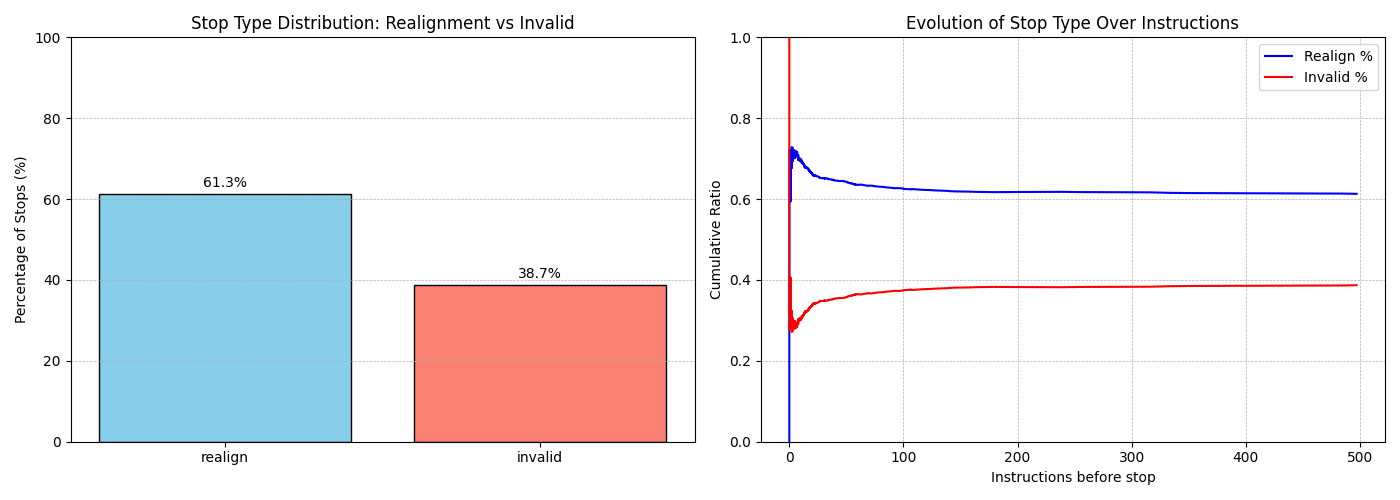 Stop Type Distribution: Realignment vs Invalid
Percentage of Stops (%)
100
80
60
40
20
0
61.3%
38.7%
realign
invalid
Evolution of Stop Type Over Instructions
Cumulative Ratio
1.0
0.8
0.6
0.4
0.2
0.0
Realign %
Invalid %
0 100 200 300 400 500
Instructions before stop